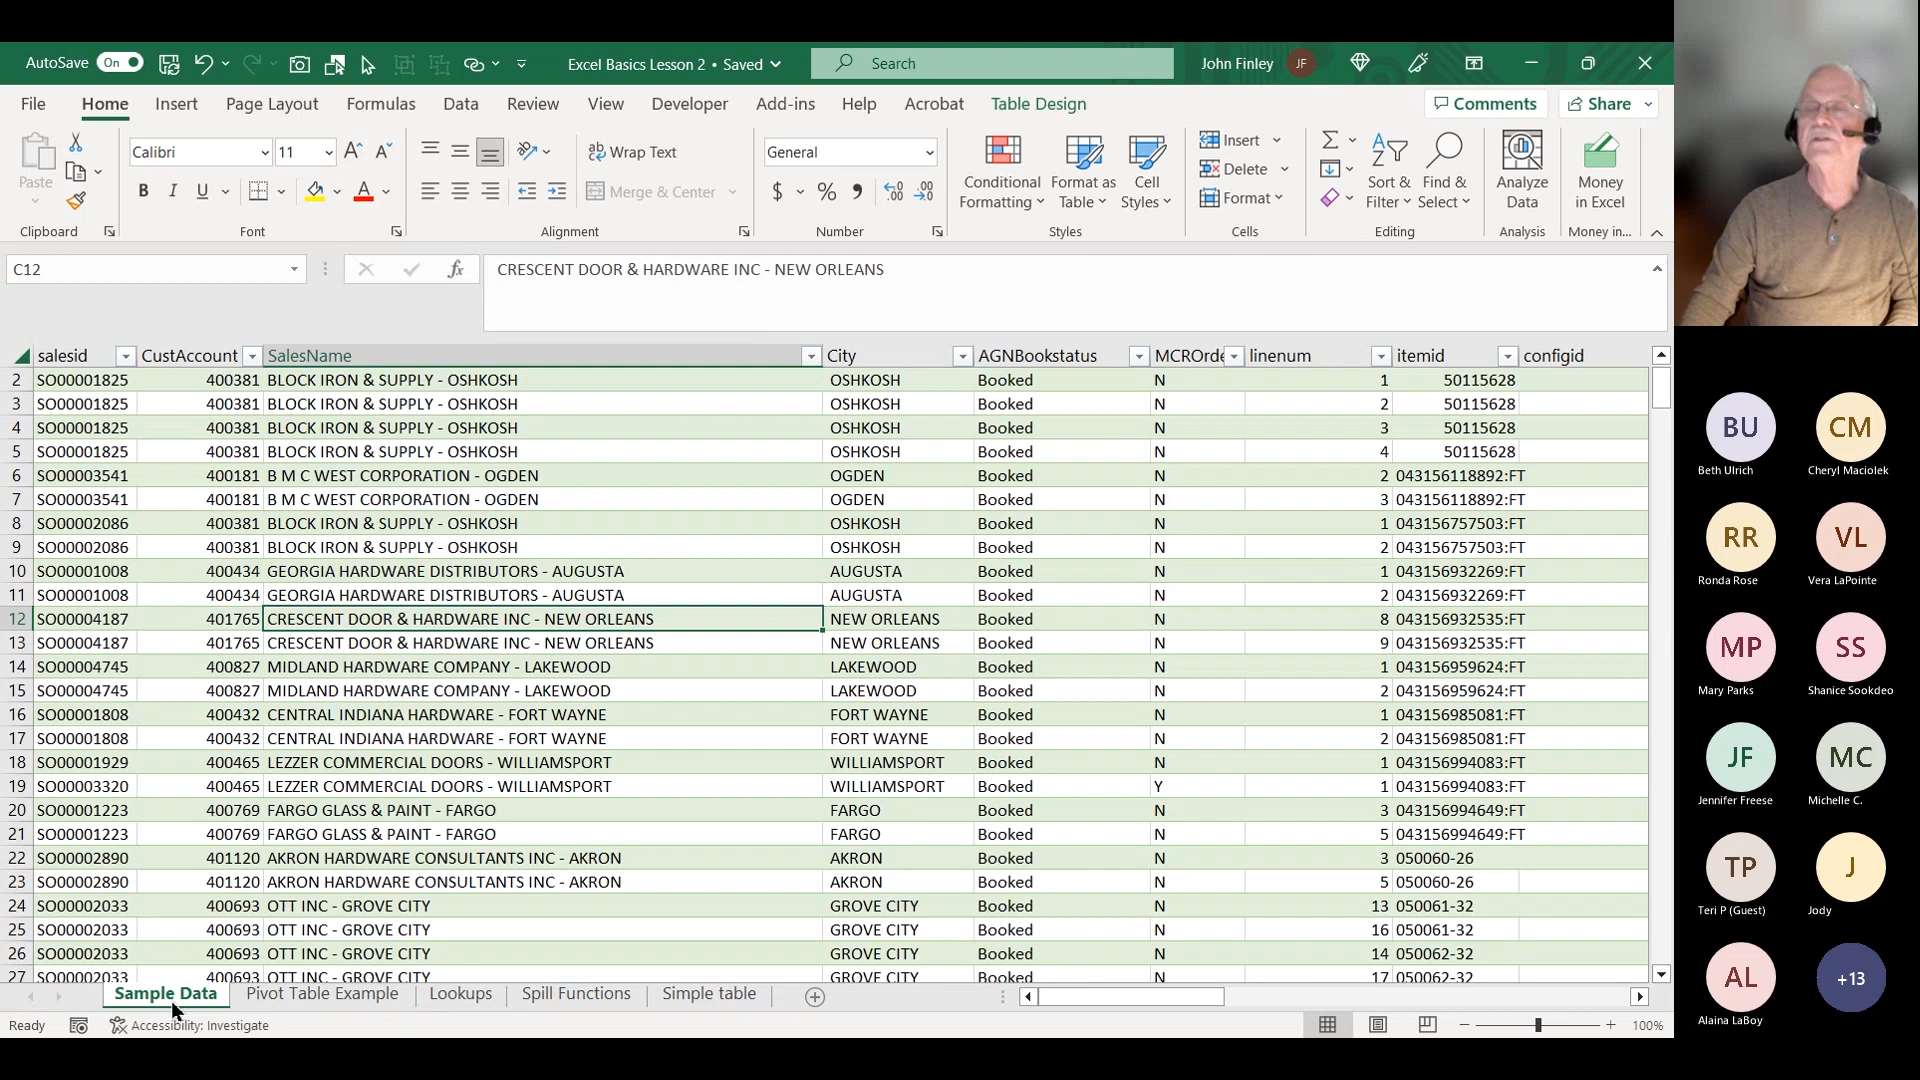 AutoSave On Excel Basics Lesson 2 • Saved Search John Finley JF
File Home Insert Page Layout Formulas Data Review View Developer Add-ins Help Acrobat Table Design Comments Share
Paste Calibri 11 Wrap Text General Insert
Merge & Center Delete
B I U A $ % Format
Conditional Formatting Format as Table Cell Styles Sort & Filter Find & Select Analyze Data Money in Excel
Clipboard Font Alignment Number Styles Cells Editing Analysis Money in...
C12 fx CRESCENT DOOR & HARDWARE INC - NEW ORLEANS
salesid CustAccount SalesName City AGNBookstatus MCROrde linenum itemid configid
2 SO00001825 400381 BLOCK IRON & SUPPLY - OSHKOSH OSHKOSH Booked N 1 50115628
3 SO00001825 400381 BLOCK IRON & SUPPLY - OSHKOSH OSHKOSH Booked N 2 50115628
4 SO00001825 400381 BLOCK IRON & SUPPLY - OSHKOSH OSHKOSH Booked N 3 50115628
5 SO00001825 400381 BLOCK IRON & SUPPLY - OSHKOSH OSHKOSH Booked N 4 50115628
6 SO00003541 400181 B M C WEST CORPORATION - OGDEN OGDEN Booked N 2 043156118892:FT
7 SO00003541 400181 B M C WEST CORPORATION - OGDEN OGDEN Booked N 3 043156118892:FT
8 SO00002086 400381 BLOCK IRON & SUPPLY - OSHKOSH OSHKOSH Booked N 1 043156757503:FT
9 SO00002086 400381 BLOCK IRON & SUPPLY - OSHKOSH OSHKOSH Booked N 2 043156757503:FT
10 SO00001008 400434 GEORGIA HARDWARE DISTRIBUTORS - AUGUSTA AUGUSTA Booked N 1 043156932269:FT
11 SO00001008 400434 GEORGIA HARDWARE DISTRIBUTORS - AUGUSTA AUGUSTA Booked N 2 043156932269:FT
12 SO00004187 401765 CRESCENT DOOR & HARDWARE INC - NEW ORLEANS NEW ORLEANS Booked N 8 043156932535:FT
13 SO00004187 401765 CRESCENT DOOR & HARDWARE INC - NEW ORLEANS NEW ORLEANS Booked N 9 043156932535:FT
14 SO00004745 400827 MIDLAND HARDWARE COMPANY - LAKEWOOD LAKEWOOD Booked N 1 043156959624:FT
15 SO00004745 400827 MIDLAND HARDWARE COMPANY - LAKEWOOD LAKEWOOD Booked N 2 043156959624:FT
16 SO00001808 400432 CENTRAL INDIANA HARDWARE - FORT WAYNE FORT WAYNE Booked N 1 043156985081:FT
17 SO00001808 400432 CENTRAL INDIANA HARDWARE - FORT WAYNE FORT WAYNE Booked N 2 043156985081:FT
18 SO00001929 400465 LEZZER COMMERCIAL DOORS - WILLIAMSPORT WILLIAMSPORT Booked N 1 043156994083:FT
19 SO00003320 400465 LEZZER COMMERCIAL DOORS - WILLIAMSPORT WILLIAMSPORT Booked Y 1 043156994083:FT
20 SO00001223 400769 FARGO GLASS & PAINT - FARGO FARGO Booked N 3 043156994649:FT
21 SO00001223 400769 FARGO GLASS & PAINT - FARGO FARGO Booked N 5 043156994649:FT
22 SO00002890 401120 AKRON HARDWARE CONSULTANTS INC - AKRON AKRON Booked N 3 050060-26
23 SO00002890 401120 AKRON HARDWARE CONSULTANTS INC - AKRON AKRON Booked N 5 050060-26
24 SO00002033 400693 OTT INC - GROVE CITY GROVE CITY Booked N 13 050061-32
25 SO00002033 400693 OTT INC - GROVE CITY GROVE CITY Booked N 16 050061-32
26 SO00002033 400693 OTT INC - GROVE CITY GROVE CITY Booked N 14 050062-32
27 SO00002033 400693 OTT INC - GROVE CITY GROVE CITY Booked N 17 050062-32
Sample Data Pivot Table Example Lookups Spill Functions Simple table
Ready Accessibility: Investigate 100%
BU CM
Beth Ulrich Cheryl Maciolek
RR VL
Ronda Rose Vera LaPointe
MP SS
Mary Parks Shanice Sookdeo
JF MC
Jennifer Freese Michelle C.
TP J
Teri P (Guest) Jody
AL +13
Alaina LaBoy